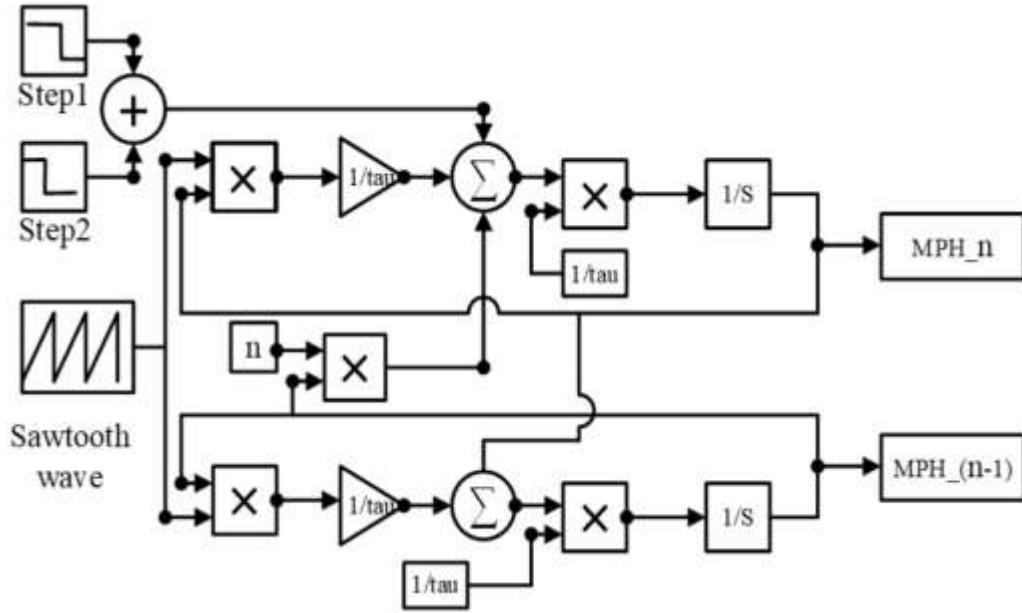 Step1
+
Step2
×
1/tau
∑
×
1/S
1/tau
MPH_n
n
×
Sawtooth
wave
×
1/tau
∑
×
1/S
1/tau
MPH_(n-1)